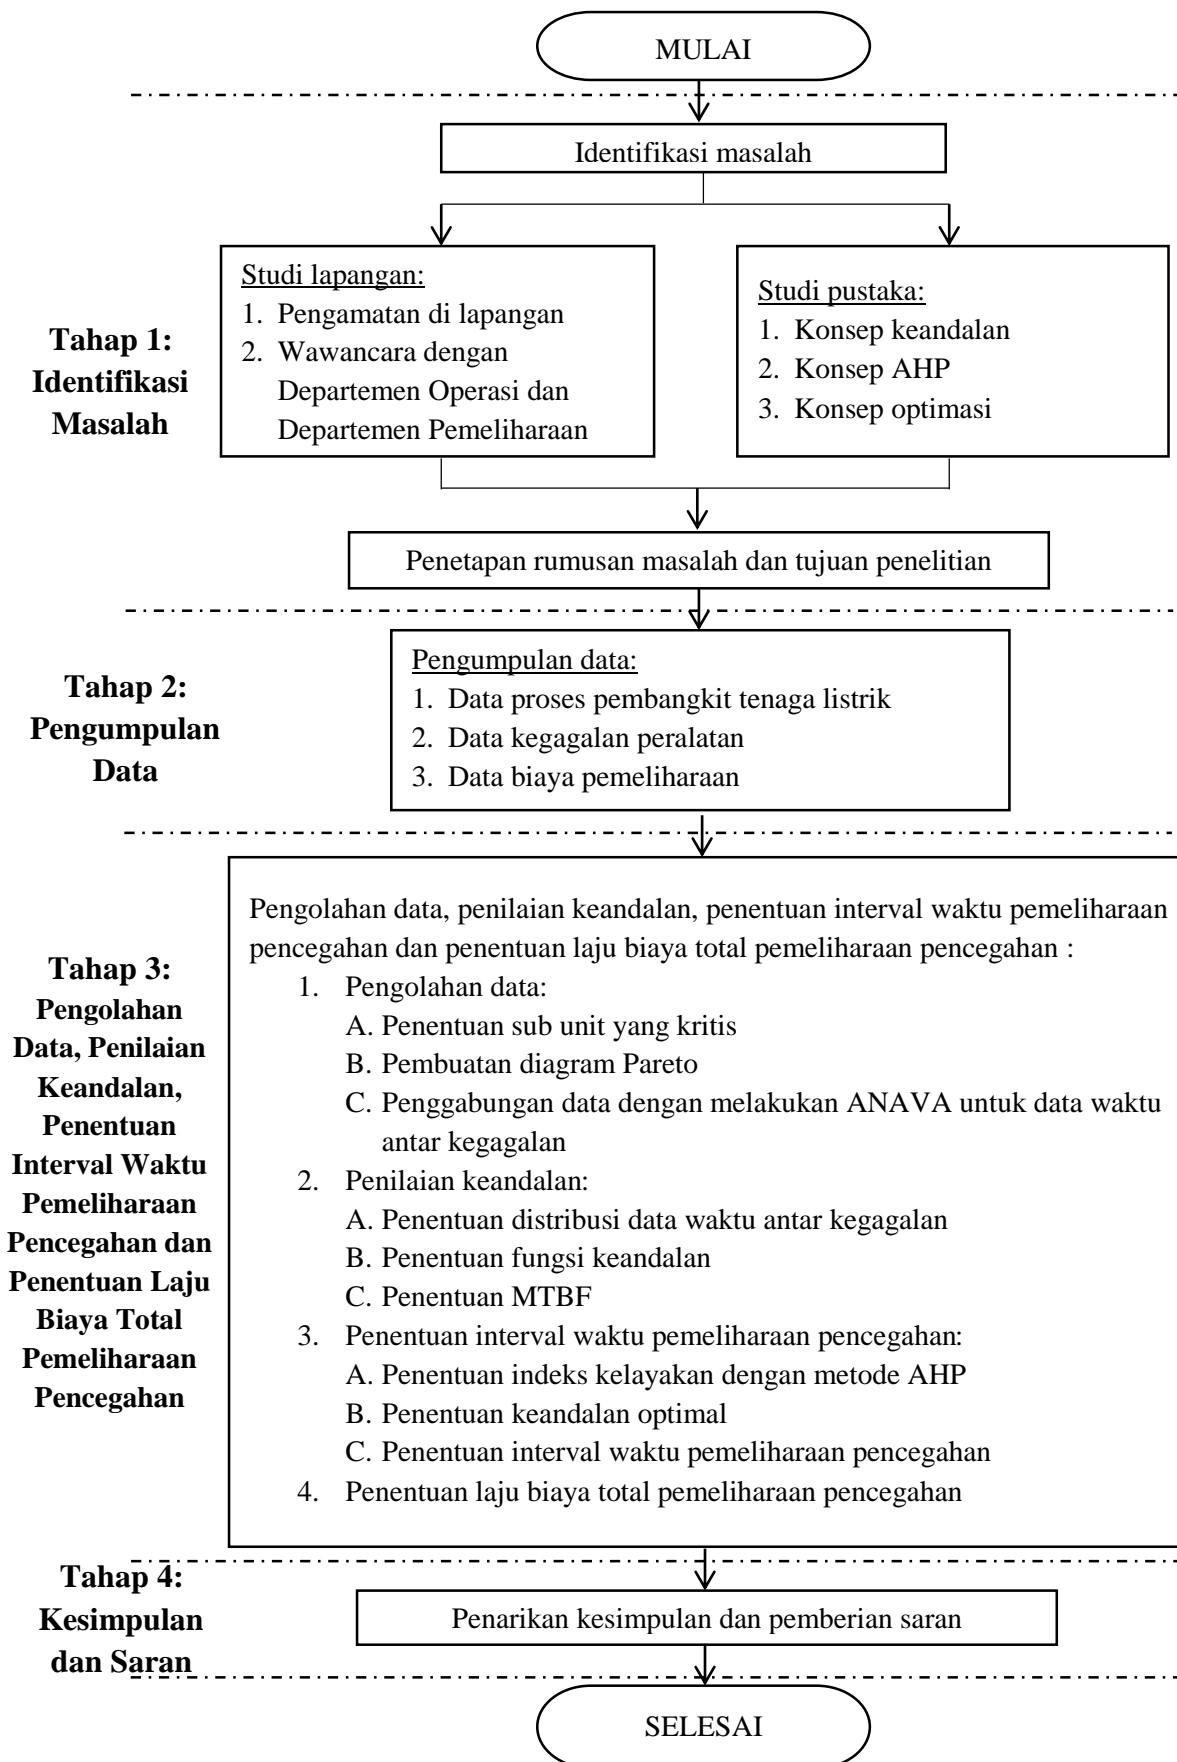 MULAI
Identifikasi masalah
Tahap 1:
Identifikasi
Masalah
Studi lapangan:
1. Pengamatan di lapangan
2. Wawancara dengan
Departemen Operasi dan
Departemen Pemeliharaan
Studi pustaka:
1. Konsep keandalan
2. Konsep AHP
3. Konsep optimasi
Penetapan rumusan masalah dan tujuan penelitian
Tahap 2:
Pengumpulan
Data
Pengumpulan data:
1. Data proses pembangkit tenaga listrik
2. Data kegagalan peralatan
3. Data biaya pemeliharaan
Tahap 3:
Pengolahan
Data, Penilaian
Keandalan,
Penentuan
Interval Waktu
Pemeliharaan
Pencegahan dan
Penentuan Laju
Biaya Total
Pemeliharaan
Pencegahan
Pengolahan data, penilaian keandalan, penentuan interval waktu pemeliharaan
pencegahan dan penentuan laju biaya total pemeliharaan pencegahan :
1. Pengolahan data:
A. Penentuan sub unit yang kritis
B. Pembuatan diagram Pareto
C. Penggabungan data dengan melakukan ANAVA untuk data waktu
antar kegagalan
2. Penilaian keandalan:
A. Penentuan distribusi data waktu antar kegagalan
B. Penentuan fungsi keandalan
C. Penentuan MTBF
3. Penentuan interval waktu pemeliharaan pencegahan:
A. Penentuan indeks kelayakan dengan metode AHP
B. Penentuan keandalan optimal
C. Penentuan interval waktu pemeliharaan pencegahan
4. Penentuan laju biaya total pemeliharaan pencegahan
Tahap 4:
Kesimpulan
dan Saran
Penarikan kesimpulan dan pemberian saran
SELESAI